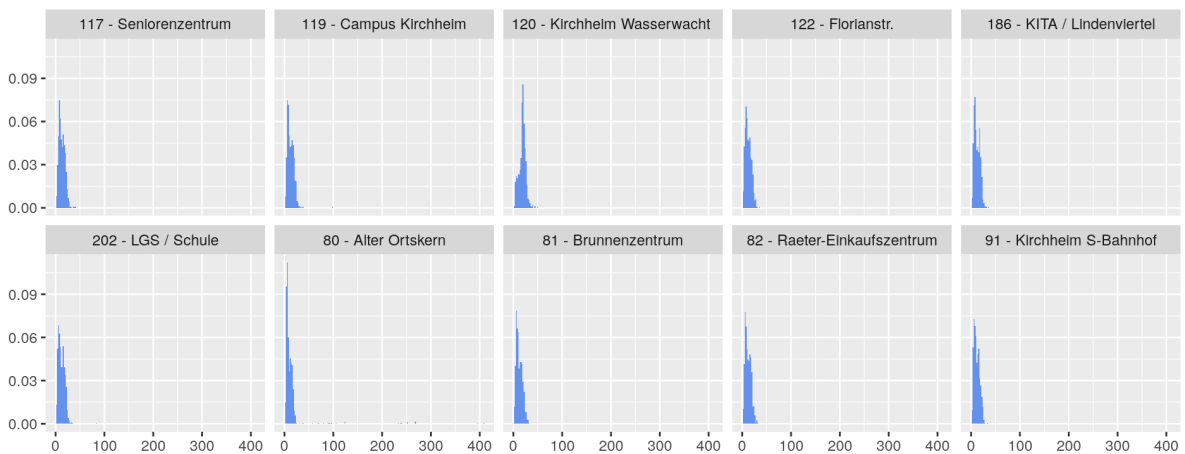 117 - Seniorenzentrum
119 - Campus Kirchheim
120 - Kirchheim Wasserwacht
122 - Florianstr.
186 - KITA / Lindenviertel
0.09
0.06
0.03
0.00
202 - LGS / Schule
80 - Alter Ortskern
81 - Brunnenzentrum
82 - Raeter-Einkaufszentrum
91 - Kirchheim S-Bahnhof
0.09
0.06
0.03
0.00
0 100 200 300 400
0 100 200 300 400
0 100 200 300 400
0 100 200 300 400
0 100 200 300 400